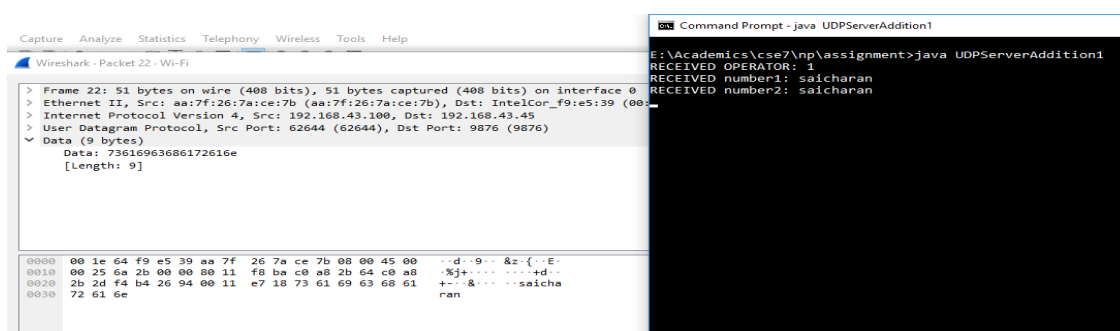 Capture Analyze Statistics Telephony Wireless Tools Help
Wireshark - Packet 22 - Wi-Fi
> Frame 22: 51 bytes on wire (408 bits), 51 bytes captured (408 bits) on interface 0
> Ethernet II, Src: aa:7f:26:7a:ce:7b (aa:7f:26:7a:ce:7b), Dst: IntelCor_f9:e5:39 (00:
> Internet Protocol Version 4, Src: 192.168.43.100, Dst: 192.168.43.45
> User Datagram Protocol, Src Port: 62644 (62644), Dst Port: 9876 (9876)
Data (9 bytes)
Data: 73616963686172616e
[Length: 9]
0000 00 1e 64 f9 e5 39 aa 7f 26 7a ce 7b 08 00 45 00 ··d··9·· &z·{··E·
0010 00 25 6a 2b 00 00 80 11 f8 ba c0 a8 2b 64 c0 a8 ·%j+···· ····+d··
0020 2b 2d f4 b4 26 94 00 11 e7 18 73 61 69 63 68 61 +-··&··· ··saicha
0030 72 61 6e ran
Command Prompt - java UDPServerAddition1
E:\Academics\cse7\np\assignment>java UDPServerAddition1
RECEIVED OPERATOR: 1
RECEIVED number1: saicharan
RECEIVED number2: saicharan